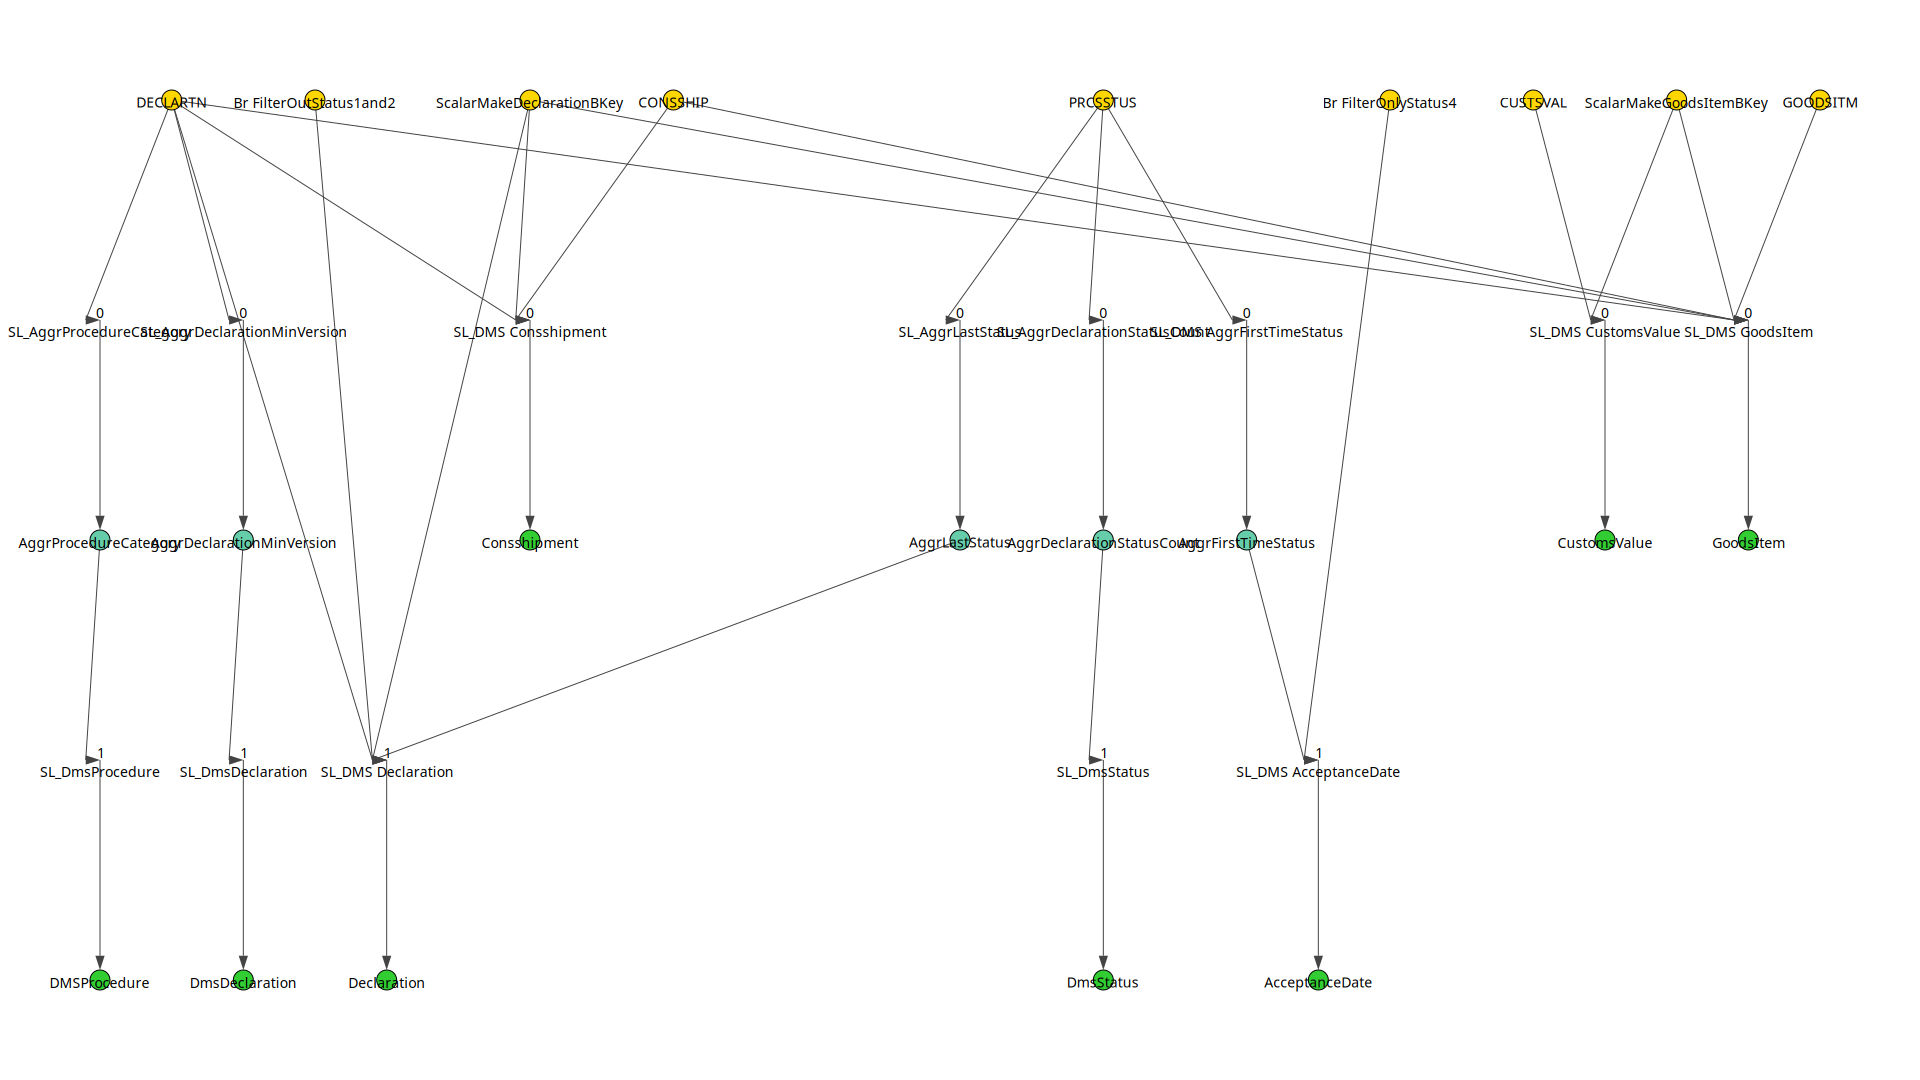 DECLARTN
Br FilterOutStatus1and2
ScalarMakeDeclarationBKey
CONSSHIP
PRCSSTUS
Br FilterOnlyStatus4
CUSTSVAL
ScalarMakeGoodsItemBKey
GOODSITM
0
0
0
0
0
0
0
0
SL_AggrProcedureCategory
SL_AggrDeclarationMinVersion
SL_DMS Consshipment
SL_AggrLastStatus
SL_AggrDeclarationStatusCount
SL_DMS AggrFirstTimeStatus
SL_DMS CustomsValue
SL_DMS GoodsItem
AggrProcedureCategory
AggrDeclarationMinVersion
Consshipment
AggrLastStatus
AggrDeclarationStatusCount
AggrFirstTimeStatus
CustomsValue
GoodsItem
1
1
1
1
1
SL_DmsProcedure
SL_DmsDeclaration
SL_DMS Declaration
SL_DmsStatus
SL_DMS AcceptanceDate
DMSProcedure
DmsDeclaration
Declaration
DmsStatus
AcceptanceDate